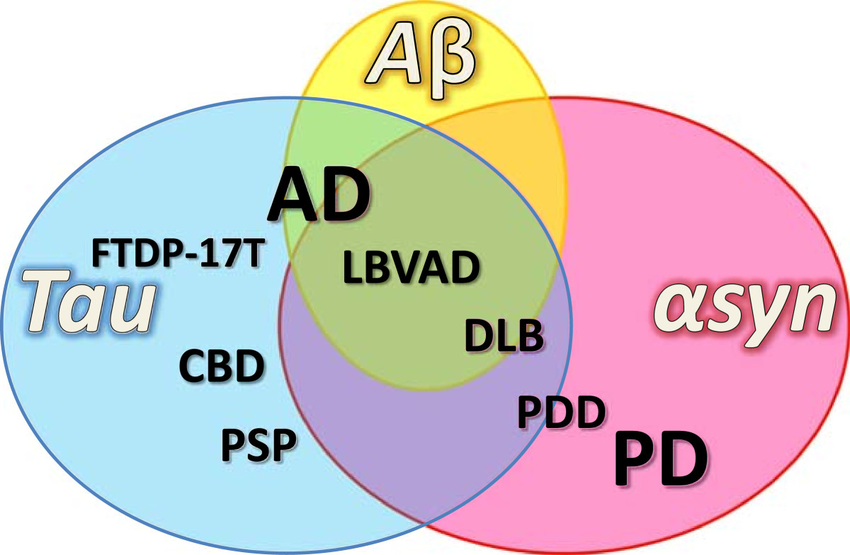 Aβ
AD
FTDP-17T
LBVAD
Tau
αsyn
DLB
CBD
PDD
PSP
PD